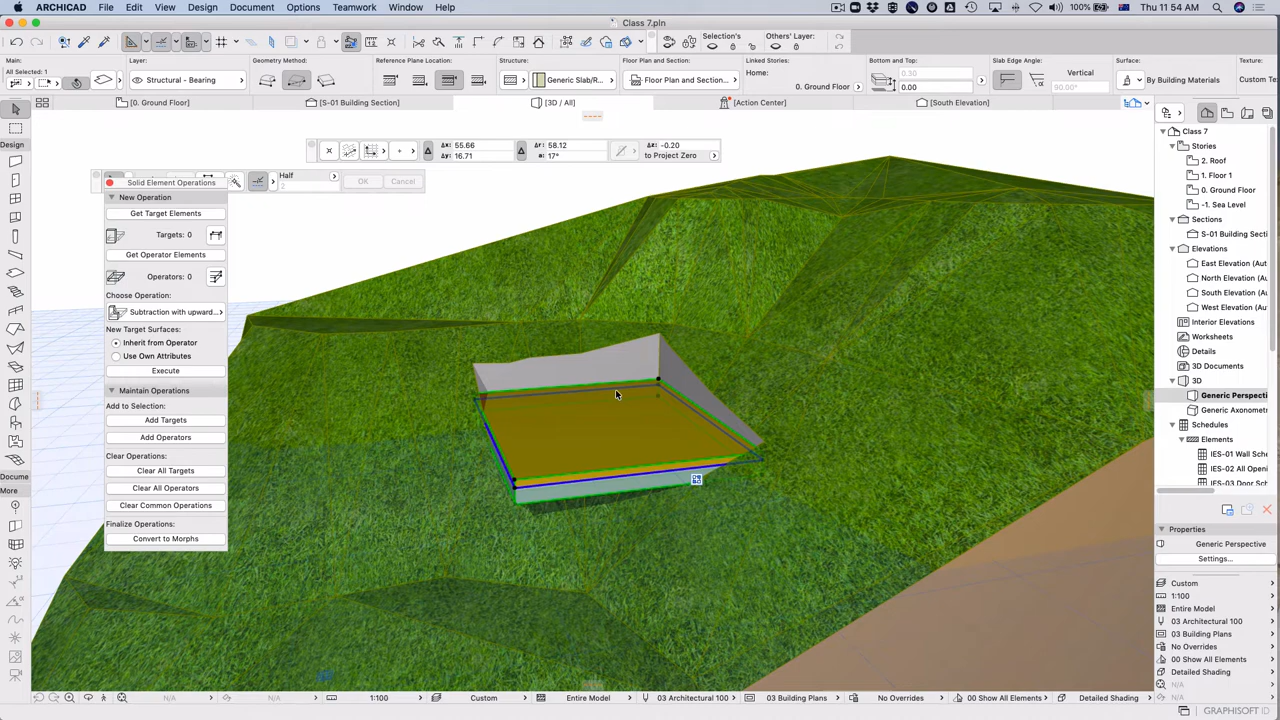 ARCHICAD File Edit View Design Document Options Teamwork Window Help 100% Thu 11:54 AM
Class 7.pln
Selection's
Others' Layer:
Main:
All Selected: 1
Layer:
Structural - Bearing
Geometry Method:
Reference Plane Location:
Structure:
Generic Slab/R...
Floor Plan and Section:
Floor Plan and Section...
Linked Stories:
Home:
0. Ground Floor
Bottom and Top:
0.30
0.00
Slab Edge Angle:
Vertical
90.00°
Surface:
By Building Materials
Custom Te
[0. Ground Floor]
[S-01 Building Section]
[3D / All]
[Action Center]
[South Elevation]
55.66
16.71
58.12
17°
-0.20
to Project Zero
Half
2
OK
Cancel
Solid Element Operations
New Operation
Get Target Elements
Targets: 0
Get Operator Elements
Operators: 0
Choose Operation:
Subtraction with upward...
New Target Surfaces:
Inherit from Operator
Use Own Attributes
Execute
Maintain Operations
Add to Selection:
Add Targets
Add Operators
Clear Operations:
Clear All Targets
Clear All Operators
Clear Common Operations
Finalize Operations:
Convert to Morphs
Design
Docume
More
Class 7
Stories
2. Roof
1. Floor 1
0. Ground Floor
-1. Sea Level
Sections
S-01 Building Secti
Elevations
East Elevation (Aut
North Elevation (Au
South Elevation (Au
West Elevation (Aut
Interior Elevations
Worksheets
Details
3D Documents
3D
Generic Perspecti
Generic Axonomet
Schedules
Elements
IES-01 Wall Sche
IES-02 All Openi
IES-03 Door Sc
Properties
Generic Perspective
Settings...
Custom
1:100
Entire Model
03 Architectural 100
03 Building Plans
No Overrides
00 Show All Elements
Detailed Shading
N/A
N/A
N/A
N/A
1:100
Custom
Entire Model
03 Architectural 100
03 Building Plans
No Overrides
00 Show All Elements
Detailed Shading
GRAPHISOFT ID